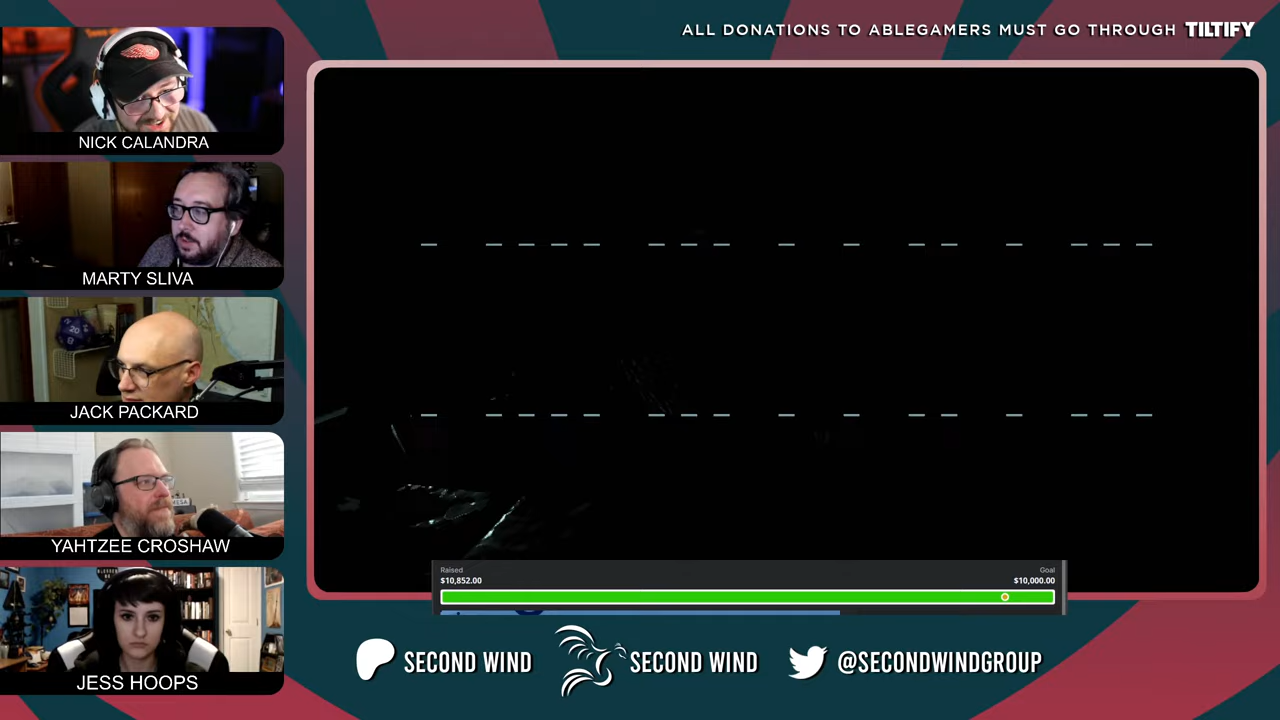 ALL DONATIONS TO ABLEGAMERS MUST GO THROUGH TILTIFY
NICK CALANDRA
MARTY SLIVA
JACK PACKARD
YAHTZEE CROSHAW
JESS HOOPS
Raised Goal
$10,852.00 $10,000.00
SECOND WIND SECOND WIND @SECONDWINDGROUP